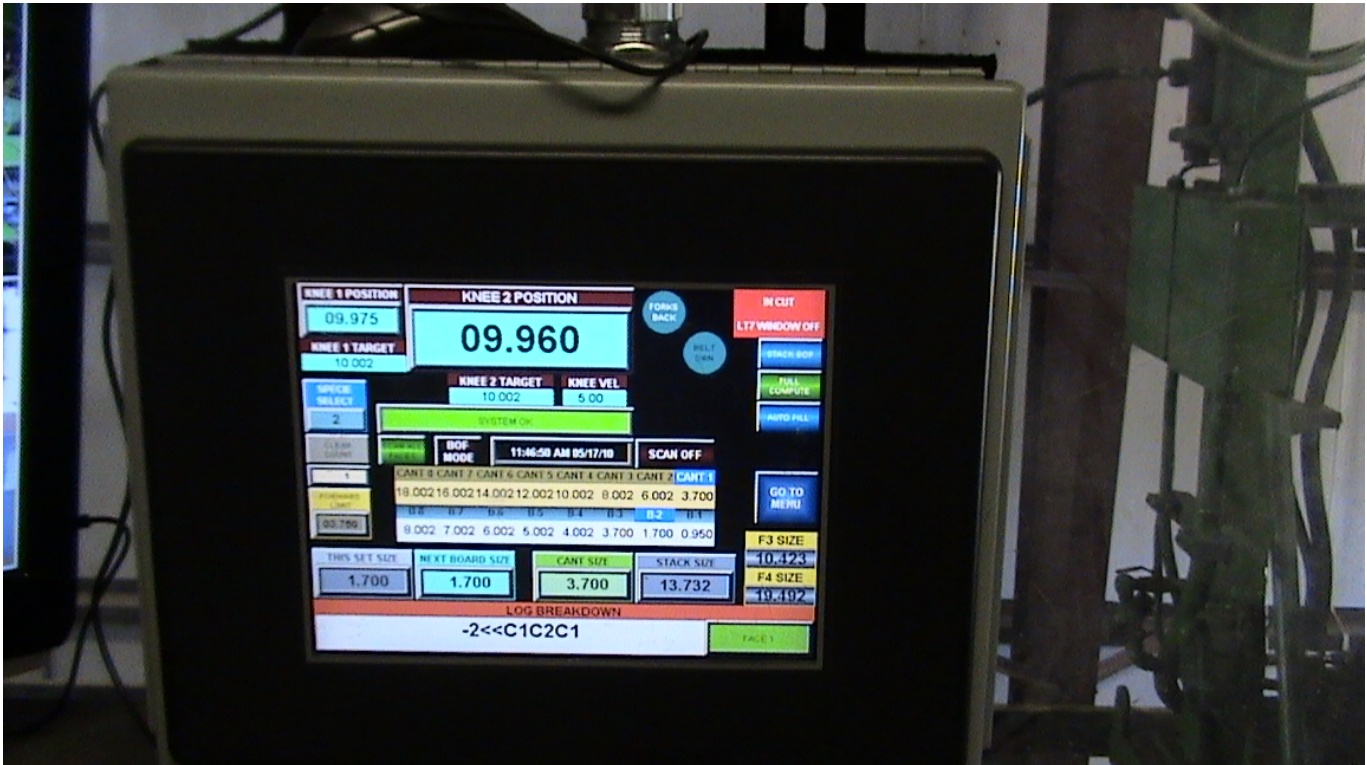 KNEE 1 POSITION
09.975
KNEE 1 TARGET
10.002
KNEE 2 POSITION
09.960
FORKS
BACK
BELT
DWN
IN CUT
LT7 WINDOW OFF
STACK BOF
FULL
COMPUTE
AUTO FILL
KNEE 2 TARGET
10.002
KNEE VEL
5.00
SPECIE
SELECT
2
SYSTEM OK
CLEAR
COUNT
1
BOF
MODE
11:46:50 AM 05/17/10
SCAN OFF
CANT 8 CANT 7 CANT 6 CANT 5 CANT 4 CANT 3 CANT 2 CANT 1
18.002 16.002 14.002 12.002 10.002 8.002 6.002 3.700
B-8 B-7 B-6 B-5 B-4 B-3 B-2 B-1
8.002 7.002 6.002 5.002 4.002 3.700 1.700 0.950
FORWARD
LIMIT
GO TO
MENU
F3 SIZE
10.423
F4 SIZE
19.492
THIS SET SIZE
1.700
NEXT BOARD SIZE
1.700
CANT SIZE
3.700
STACK SIZE
13.732
LOG BREAKDOWN
-2<<C1C2C1
FACE 1